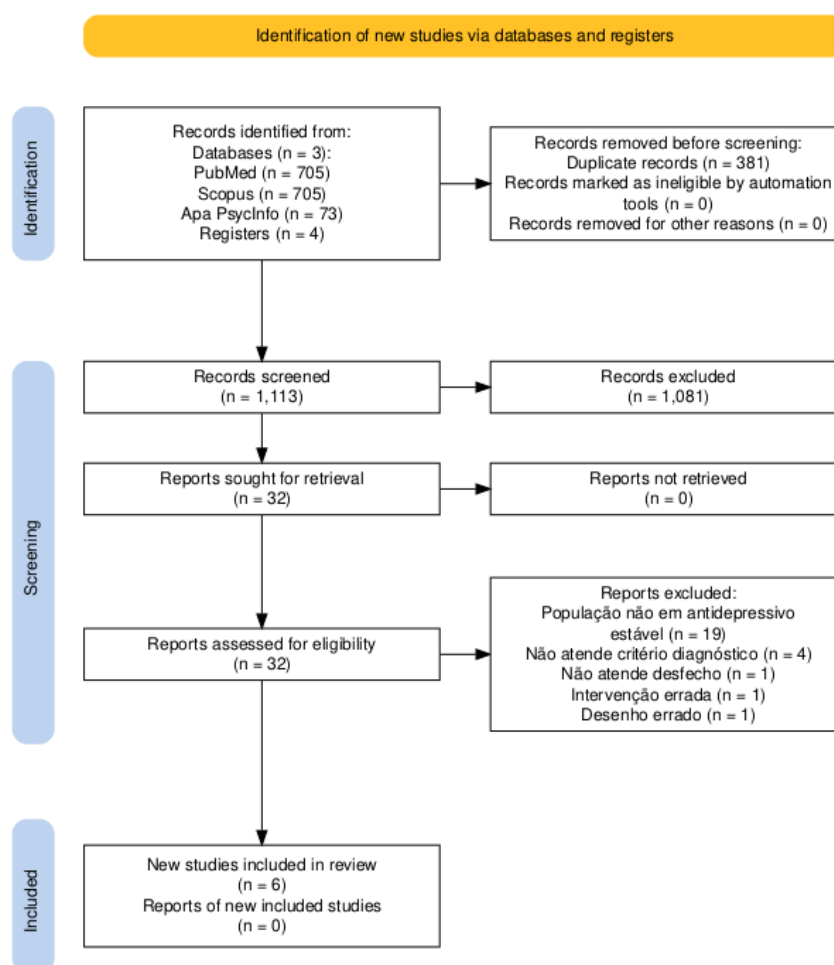 Identification of new studies via databases and registers
Identification
Records identified from:
Databases (n = 3):
PubMed (n = 705)
Scopus (n = 705)
Apa PsycInfo (n = 73)
Registers (n = 4)
Records removed before screening:
Duplicate records (n = 381)
Records marked as ineligible by automation
tools (n = 0)
Records removed for other reasons (n = 0)
Screening
Records screened
(n = 1,113)
Records excluded
(n = 1,081)
Reports sought for retrieval
(n = 32)
Reports not retrieved
(n = 0)
Reports assessed for eligibility
(n = 32)
Reports excluded:
População não em antidepressivo
estável (n = 19)
Não atende critério diagnóstico (n = 4)
Não atende desfecho (n = 1)
Intervenção errada (n = 1)
Desenho errado (n = 1)
Included
New studies included in review
(n = 6)
Reports of new included studies
(n = 0)